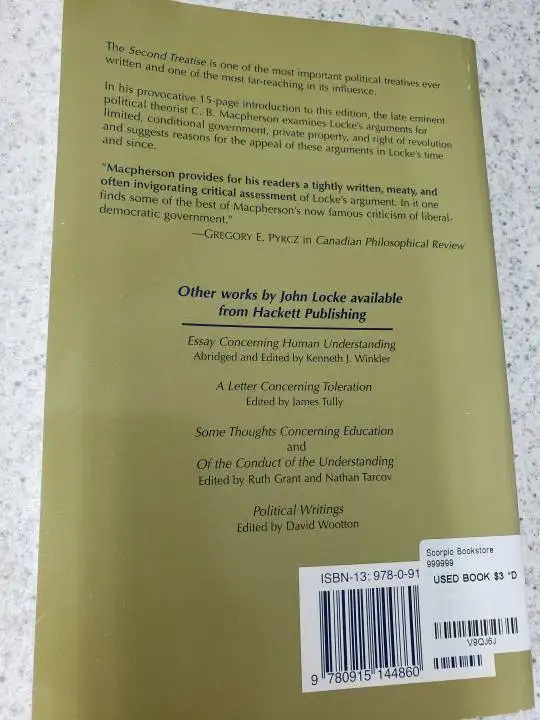 The Second Treatise is one of the most important political treatises ever
written and one of the most far-reaching in its influence.
In his provocative 15-page introduction to this edition, the late eminent
political theorist C. B. Macpherson examines Locke's arguments for
limited, conditional government, private property, and right of revolution
and suggests reasons for the appeal of these arguments in Locke's time
and since.
"Macpherson provides for his readers a tightly written, meaty, and
often invigorating critical assessment of Locke's argument. In it one
finds some of the best of Macpherson's now famous criticism of liberal-
democratic government."
—GREGORY E. PYRCZ in Canadian Philosophical Review
Other works by John Locke available
from Hackett Publishing
Essay Concerning Human Understanding
Abridged and Edited by Kenneth J. Winkler
A Letter Concerning Toleration
Edited by James Tully
Some Thoughts Concerning Education
and
Of the Conduct of the Understanding
Edited by Ruth Grant and Nathan Tarcov
Political Writings
Edited by David Wootton
Scorpio Bookstore
999999
USED BOOK $3 *D
V9QJ6J
ISBN-13: 978-0-91
9 780915 144860